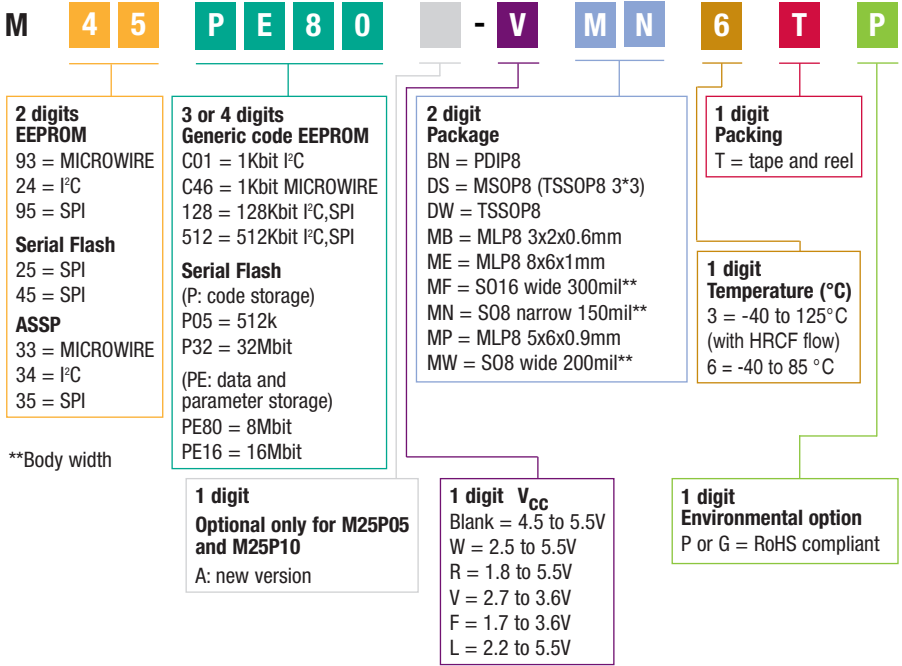 M 4 5 P E 8 0 - V M N 6 T P
2 digits
EEPROM
93 = MICROWIRE
24 = I²C
95 = SPI
Serial Flash
25 = SPI
45 = SPI
ASSP
33 = MICROWIRE
34 = I²C
35 = SPI
**Body width
3 or 4 digits
Generic code EEPROM
C01 = 1Kbit I²C
C46 = 1Kbit MICROWIRE
128 = 128Kbit I²C,SPI
512 = 512Kbit I²C,SPI
Serial Flash
(P: code storage)
P05 = 512k
P32 = 32Mbit
(PE: data and
parameter storage)
PE80 = 8Mbit
PE16 = 16Mbit
2 digit
Package
BN = PDIP8
DS = MSOP8 (TSSOP8 3*3)
DW = TSSOP8
MB = MLP8 3x2x0.6mm
ME = MLP8 8x6x1mm
MF = SO16 wide 300mil**
MN = SO8 narrow 150mil**
MP = MLP8 5x6x0.9mm
MW = SO8 wide 200mil**
1 digit
Packing
T = tape and reel
1 digit
Temperature (°C)
3 = -40 to 125°C
(with HRCF flow)
6 = -40 to 85 °C
1 digit
Optional only for M25P05
and M25P10
A: new version
1 digit VCC
Blank = 4.5 to 5.5V
W = 2.5 to 5.5V
R = 1.8 to 5.5V
V = 2.7 to 3.6V
F = 1.7 to 3.6V
L = 2.2 to 5.5V
1 digit
Environmental option
P or G = RoHS compliant